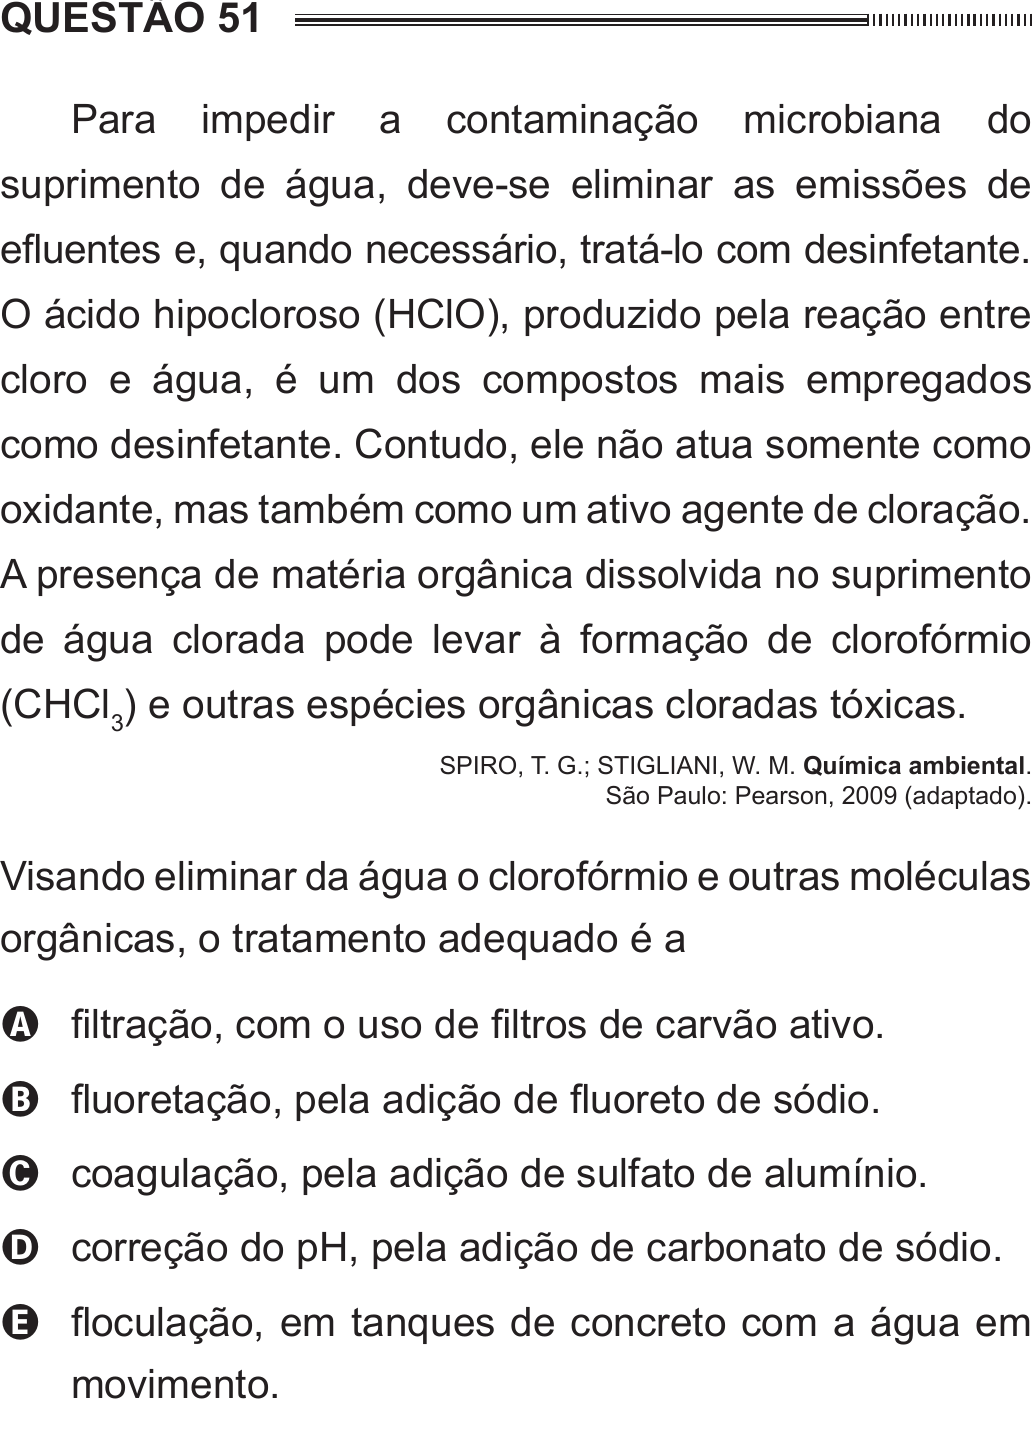 QUESTÃO 51
Para impedir a contaminação microbiana do
suprimento de água, deve-se eliminar as emissões de
efluentes e, quando necessário, tratá-lo com desinfetante.
O ácido hipocloroso (HClO), produzido pela reação entre
cloro e água, é um dos compostos mais empregados
como desinfetante. Contudo, ele não atua somente como
oxidante, mas também como um ativo agente de cloração.
A presença de matéria orgânica dissolvida no suprimento
de água clorada pode levar à formação de clorofórmio
(CHCl₃) e outras espécies orgânicas cloradas tóxicas.
SPIRO, T. G.; STIGLIANI, W. M. Química ambiental.
São Paulo: Pearson, 2009 (adaptado).
Visando eliminar da água o clorofórmio e outras moléculas
orgânicas, o tratamento adequado é a
A filtração, com o uso de filtros de carvão ativo.
B fluoretação, pela adição de fluoreto de sódio.
C coagulação, pela adição de sulfato de alumínio.
D correção do pH, pela adição de carbonato de sódio.
E floculação, em tanques de concreto com a água em
movimento.